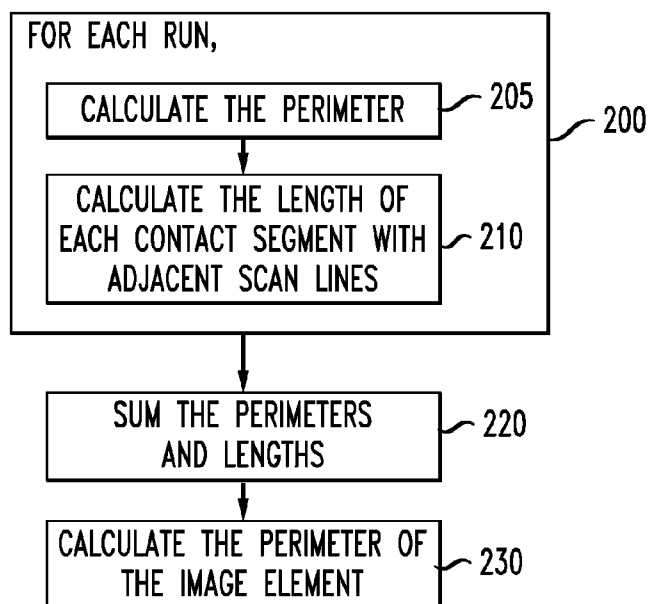 FOR EACH RUN,
CALCULATE THE PERIMETER
205
200
CALCULATE THE LENGTH OF
EACH CONTACT SEGMENT WITH
ADJACENT SCAN LINES
210
SUM THE PERIMETERS
AND LENGTHS
220
CALCULATE THE PERIMETER OF
THE IMAGE ELEMENT
230